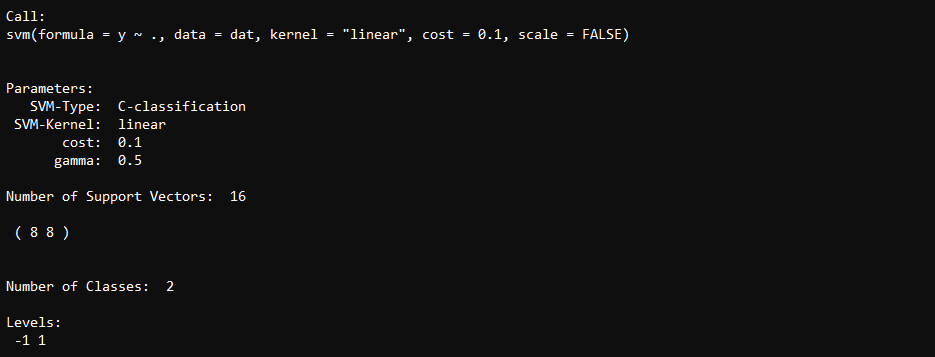 Call:
svm(formula = y ~ ., data = dat, kernel = "linear", cost = 0.1, scale = FALSE)
Parameters:
   SVM-Type:  C-classification
 SVM-Kernel:  linear
       cost:  0.1
      gamma:  0.5
Number of Support Vectors:  16
 ( 8 8 )
Number of Classes:  2
Levels:
 -1 1